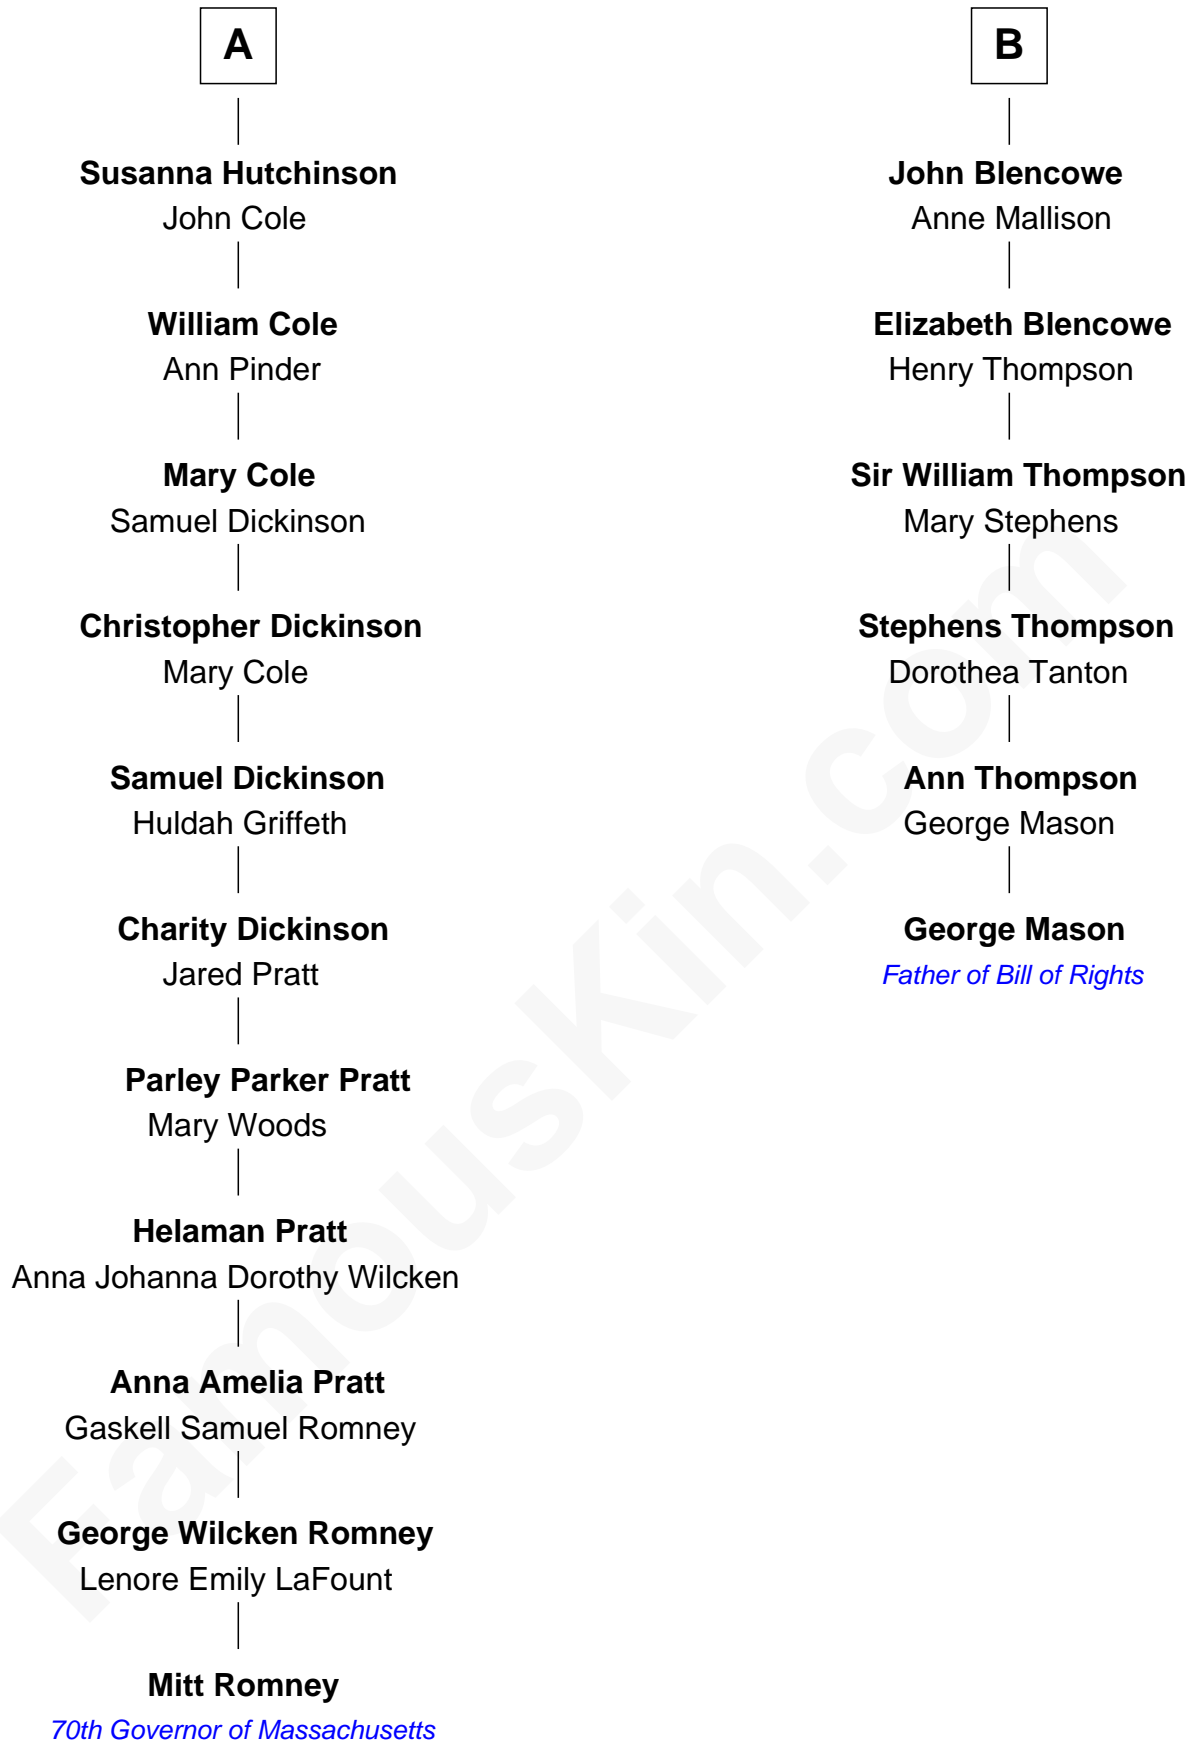 A
Susanna Hutchinson
John Cole
William Cole
Ann Pinder
Mary Cole
Samuel Dickinson
Christopher Dickinson
Mary Cole
Samuel Dickinson
Huldah Griffeth
Charity Dickinson
Jared Pratt
Parley Parker Pratt
Mary Woods
Helaman Pratt
Anna Johanna Dorothy Wilcken
Anna Amelia Pratt
Gaskell Samuel Romney
George Wilcken Romney
Lenore Emily LaFount
Mitt Romney
70th Governor of Massachusetts
B
John Blencowe
Anne Mallison
Elizabeth Blencowe
Henry Thompson
Sir William Thompson
Mary Stephens
Stephens Thompson
Dorothea Tanton
Ann Thompson
George Mason
George Mason
Father of Bill of Rights
FamousKin.com